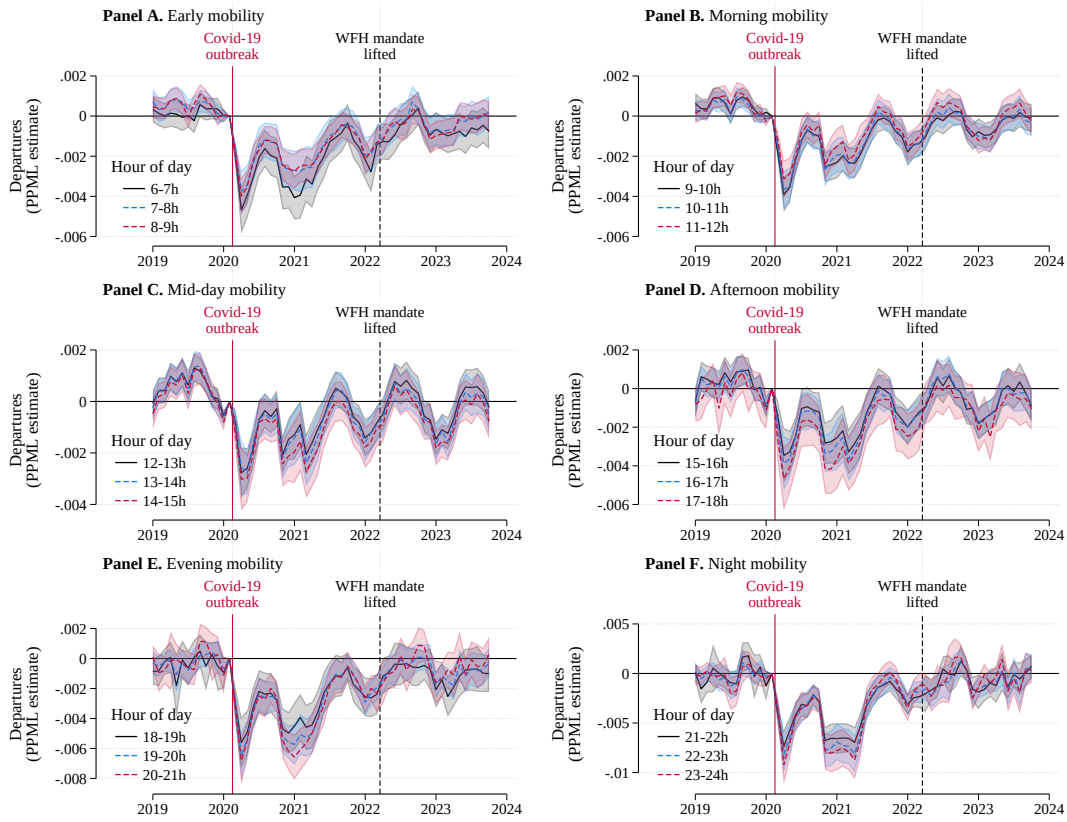 Panel A. Early mobility
Covid-19
outbreak
WFH mandate
lifted
Departures
(PPML estimate)
.002
0
-.002
-.004
-.006
Hour of day
6-7h
7-8h
8-9h
2019 2020 2021 2022 2023 2024
Panel B. Morning mobility
Covid-19
outbreak
WFH mandate
lifted
Departures
(PPML estimate)
.002
0
-.002
-.004
-.006
Hour of day
9-10h
10-11h
11-12h
2019 2020 2021 2022 2023 2024
Panel C. Mid-day mobility
Covid-19
outbreak
WFH mandate
lifted
Departures
(PPML estimate)
.002
0
-.002
-.004
Hour of day
12-13h
13-14h
14-15h
2019 2020 2021 2022 2023 2024
Panel D. Afternoon mobility
Covid-19
outbreak
WFH mandate
lifted
Departures
(PPML estimate)
.002
0
-.002
-.004
-.006
Hour of day
15-16h
16-17h
17-18h
2019 2020 2021 2022 2023 2024
Panel E. Evening mobility
Covid-19
outbreak
WFH mandate
lifted
Departures
(PPML estimate)
.002
0
-.002
-.004
-.006
-.008
Hour of day
18-19h
19-20h
20-21h
2019 2020 2021 2022 2023 2024
Panel F. Night mobility
Covid-19
outbreak
WFH mandate
lifted
Departures
(PPML estimate)
.005
0
-.005
-.01
Hour of day
21-22h
22-23h
23-24h
2019 2020 2021 2022 2023 2024